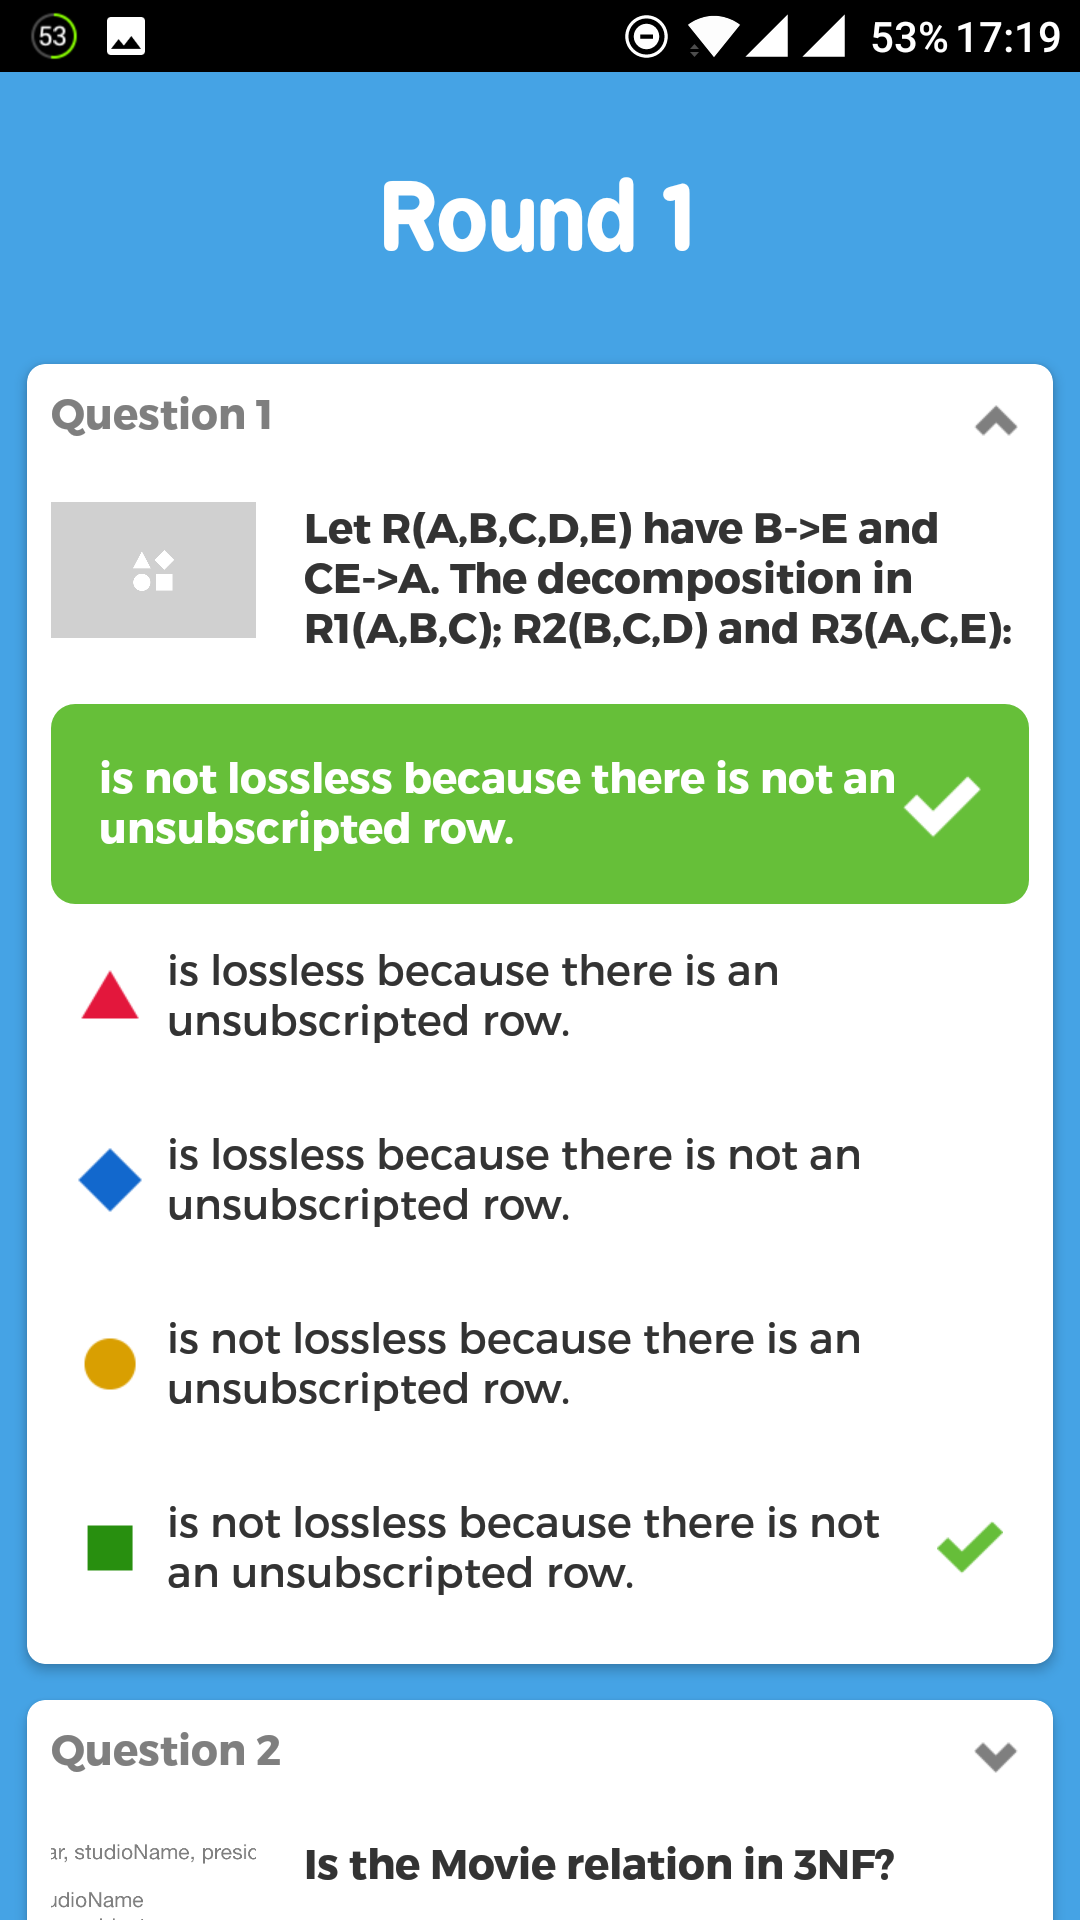 53
53% 17:19
Round 1
Question 1
Let R(A,B,C,D,E) have B->E and
CE->A. The decomposition in
R1(A,B,C); R2(B,C,D) and R3(A,C,E):
is not lossless because there is not an
unsubscripted row.
is lossless because there is an
unsubscripted row.
is lossless because there is not an
unsubscripted row.
is not lossless because there is an
unsubscripted row.
is not lossless because there is not
an unsubscripted row.
Question 2
ar, studioName, presic
Is the Movie relation in 3NF?
udioName